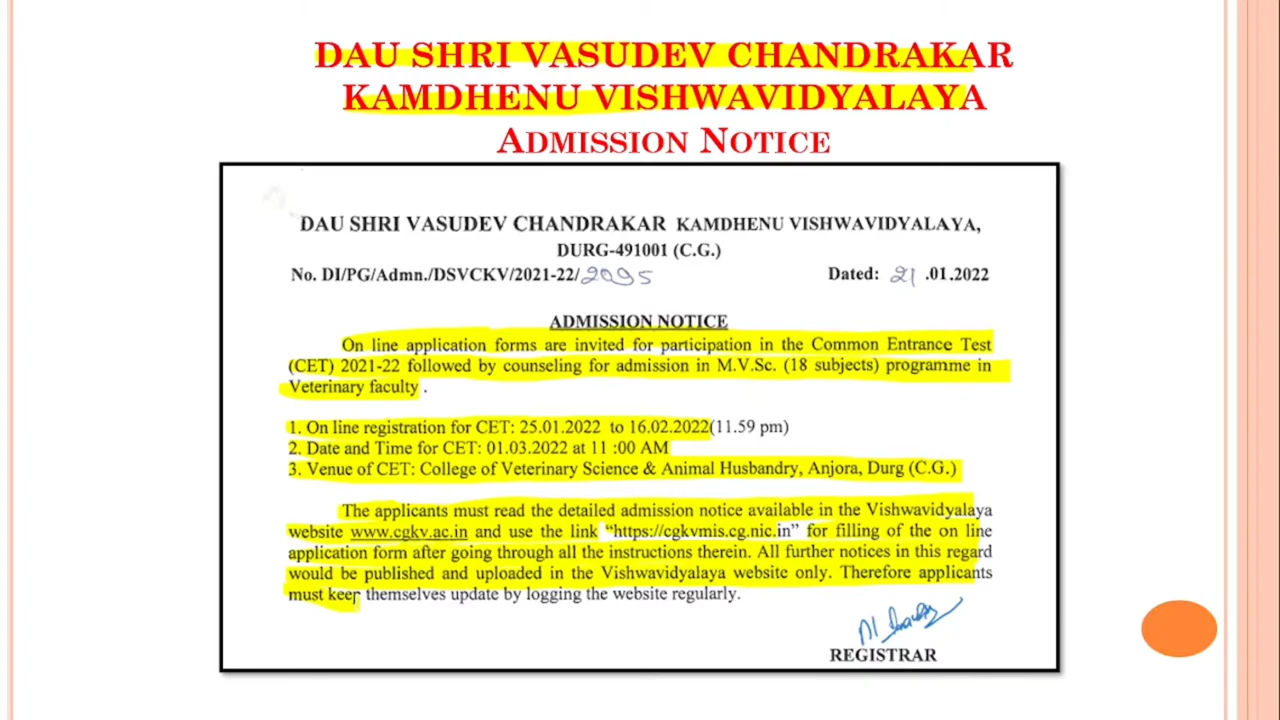 DAU SHRI VASUDEV CHANDRAKAR
KAMDHENU VISHWAVIDYALAYA
ADMISSION NOTICE
DAU SHRI VASUDEV CHANDRAKAR KAMDHENU VISHWAVIDYALAYA,
DURG-491001 (C.G.)
No. DI/PG/Admn./DSVCKV/2021-22/2095 Dated: 21 .01.2022
ADMISSION NOTICE
On line application forms are invited for participation in the Common Entrance Test
(CET) 2021-22 followed by counseling for admission in M.V.Sc. (18 subjects) programme in
Veterinary faculty .
1. On line registration for CET: 25.01.2022 to 16.02.2022(11.59 pm)
2. Date and Time for CET: 01.03.2022 at 11 :00 AM
3. Venue of CET: College of Veterinary Science & Animal Husbandry, Anjora, Durg (C.G.)
The applicants must read the detailed admission notice available in the Vishwavidyalaya
website www.cgkv.ac.in and use the link “https://cgkvmis.cg.nic.in” for filling of the on line
application form after going through all the instructions therein. All further notices in this regard
would be published and uploaded in the Vishwavidyalaya website only. Therefore applicants
must keep themselves update by logging the website regularly.
REGISTRAR